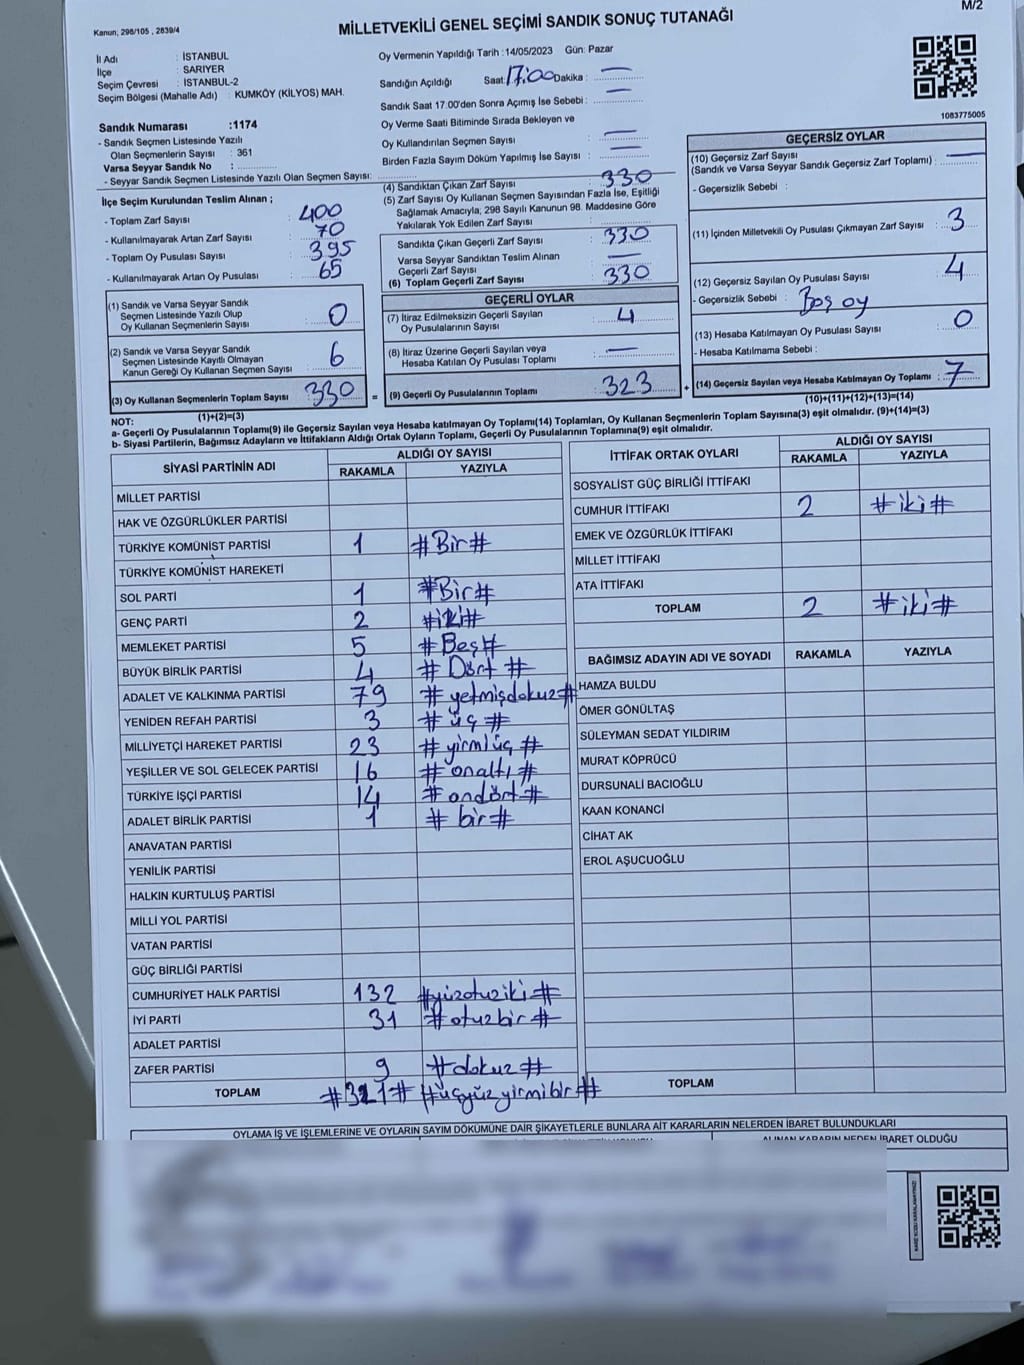 M/2
Kanun, 298/105 , 2839/4
MİLLETVEKİLİ GENEL SEÇİMİ SANDIK SONUÇ TUTANAĞI
İl Adı : İSTANBUL
İlçe : SARIYER
Seçim Çevresi : İSTANBUL-2
Seçim Bölgesi (Mahalle Adı) : KUMKÖY (KİLYOS) MAH.
Sandık Numarası :1174
- Sandık Seçmen Listesinde Yazılı
Olan Seçmenlerin Sayısı : 361
Varsa Seyyar Sandık No :
- Seyyar Sandık Seçmen Listesinde Yazılı Olan Seçmen Sayısı:
Oy Vermenin Yapıldığı Tarih :14/05/2023 Gün: Pazar
Sandığın Açıldığı Saat: 17:00 Dakika : —
Sandık Saat 17.00'den Sonra Açımış İse Sebebi : —
Oy Verme Saati Bitiminde Sırada Bekleyen ve
Oy Kullandırılan Seçmen Sayısı : —
Birden Fazla Sayım Döküm Yapılmış İse Sayısı : —
1083775005
İlçe Seçim Kurulundan Teslim Alınan ;
- Toplam Zarf Sayısı : 400
- Kullanılmayarak Artan Zarf Sayısı : 70
- Toplam Oy Pusulası Sayısı : 395
- Kullanılmayarak Artan Oy Pusulası : 65
(1) Sandık ve Varsa Seyyar Sandık
Seçmen Listesinde Yazılı Olup
Oy Kullanan Seçmenlerin Sayısı : 0
(2) Sandık ve Varsa Seyyar Sandık
Seçmen Listesinde Kayıtlı Olmayan
Kanun Gereği Oy Kullanan Seçmen Sayısı : 6
(3) Oy Kullanan Seçmenlerin Toplam Sayısı : 330 =
(1)+(2)=(3)
(4) Sandıktan Çıkan Zarf Sayısı : 330
(5) Zarf Sayısı Oy Kullanan Seçmen Sayısından Fazla İse, Eşitliği
Sağlamak Amacıyla, 298 Sayılı Kanunun 98. Maddesine Göre
Yakılarak Yok Edilen Zarf Sayısı :
Sandıkta Çıkan Geçerli Zarf Sayısı : 330
Varsa Seyyar Sandıktan Teslim Alınan
Geçerli Zarf Sayısı : —
(6) Toplam Geçerli Zarf Sayısı : 330
GEÇERLİ OYLAR
(7) İtiraz Edilmeksizin Geçerli Sayılan
Oy Pusulalarının Sayısı : 4
(8) İtiraz Üzerine Geçerli Sayılan veya
Hesaba Katılan Oy Pusulası Toplamı : —
(9) Geçerli Oy Pusulalarının Toplamı : 323 +
GEÇERSİZ OYLAR
(10) Geçersiz Zarf Sayısı
(Sandık ve Varsa Seyyar Sandık Geçersiz Zarf Toplamı) : —
- Geçersizlik Sebebi :
(11) İçinden Milletvekili Oy Pusulası Çıkmayan Zarf Sayısı : 3
(12) Geçersiz Sayılan Oy Pusulası Sayısı : 4
- Geçersizlik Sebebi : Boş oy
(13) Hesaba Katılmayan Oy Pusulası Sayısı : 0
- Hesaba Katılmama Sebebi :
(14) Geçersiz Sayılan veya Hesaba Katılmayan Oy Toplamı : 7
(10)+(11)+(12)+(13)=(14)
NOT:
a- Geçerli Oy Pusulalarının Toplamı(9) ile Geçersiz Sayılan veya Hesaba katılmayan Oy Toplamı(14) Toplamları, Oy Kullanan Seçmenlerin Toplam Sayısına(3) eşit olmalıdır. (9)+(14)=(3)
b- Siyasi Partilerin, Bağımsız Adayların ve İttifakların Aldığı Ortak Oyların Toplamı, Geçerli Oy Pusulalarının Toplamına(9) eşit olmalıdır.
SİYASİ PARTİNİN ADI ALDIĞI OY SAYISI
RAKAMLA YAZIYLA
MİLLET PARTİSİ
HAK VE ÖZGÜRLÜKLER PARTİSİ
TÜRKİYE KOMÜNİST PARTİSİ 1 #Bir#
TÜRKİYE KOMÜNİST HAREKETİ
SOL PARTİ 1 #Bir#
GENÇ PARTİ 2 #iki#
MEMLEKET PARTİSİ 5 #Beş#
BÜYÜK BİRLİK PARTİSİ 4 #Dört#
ADALET VE KALKINMA PARTİSİ 79 #yetmişdokuz#
YENİDEN REFAH PARTİSİ 3 #üç#
MİLLİYETÇİ HAREKET PARTİSİ 23 #yirmiüç#
YEŞİLLER VE SOL GELECEK PARTİSİ 16 #onaltı#
TÜRKİYE İŞÇİ PARTİSİ 14 #ondört#
ADALET BİRLİK PARTİSİ 1 #bir#
ANAVATAN PARTİSİ
YENİLİK PARTİSİ
HALKIN KURTULUŞ PARTİSİ
MİLLİ YOL PARTİSİ
VATAN PARTİSİ
GÜÇ BİRLİĞİ PARTİSİ
CUMHURİYET HALK PARTİSİ 132 #yüzotuziki#
İYİ PARTİ 31 #otuzbir#
ADALET PARTİSİ
ZAFER PARTİSİ 9 #dokuz#
TOPLAM #321# #üçyüzyirmibir#
İTTİFAK ORTAK OYLARI ALDIĞI OY SAYISI
RAKAMLA YAZIYLA
SOSYALİST GÜÇ BİRLİĞİ İTTİFAKI
CUMHUR İTTİFAKI 2 #iki#
EMEK VE ÖZGÜRLÜK İTTİFAKI
MİLLET İTTİFAKI
ATA İTTİFAKI
TOPLAM 2 #iki#
BAĞIMSIZ ADAYIN ADI VE SOYADI RAKAMLA YAZIYLA
HAMZA BULDU
ÖMER GÖNÜLTAŞ
SÜLEYMAN SEDAT YILDIRIM
MURAT KÖPRÜCÜ
DURSUNALİ BACIOĞLU
KAAN KONANCİ
CİHAT AK
EROL AŞUCUOĞLU
TOPLAM
OYLAMA İŞ VE İŞLEMLERİNE VE OYLARIN SAYIM DÖKÜMÜNE DAİR ŞİKAYETLERLE BUNLARA AİT KARARLARIN NELERDEN İBARET BULUNDUKLARI
ALINAN KARARIN NEDEN İBARET OLDUĞU